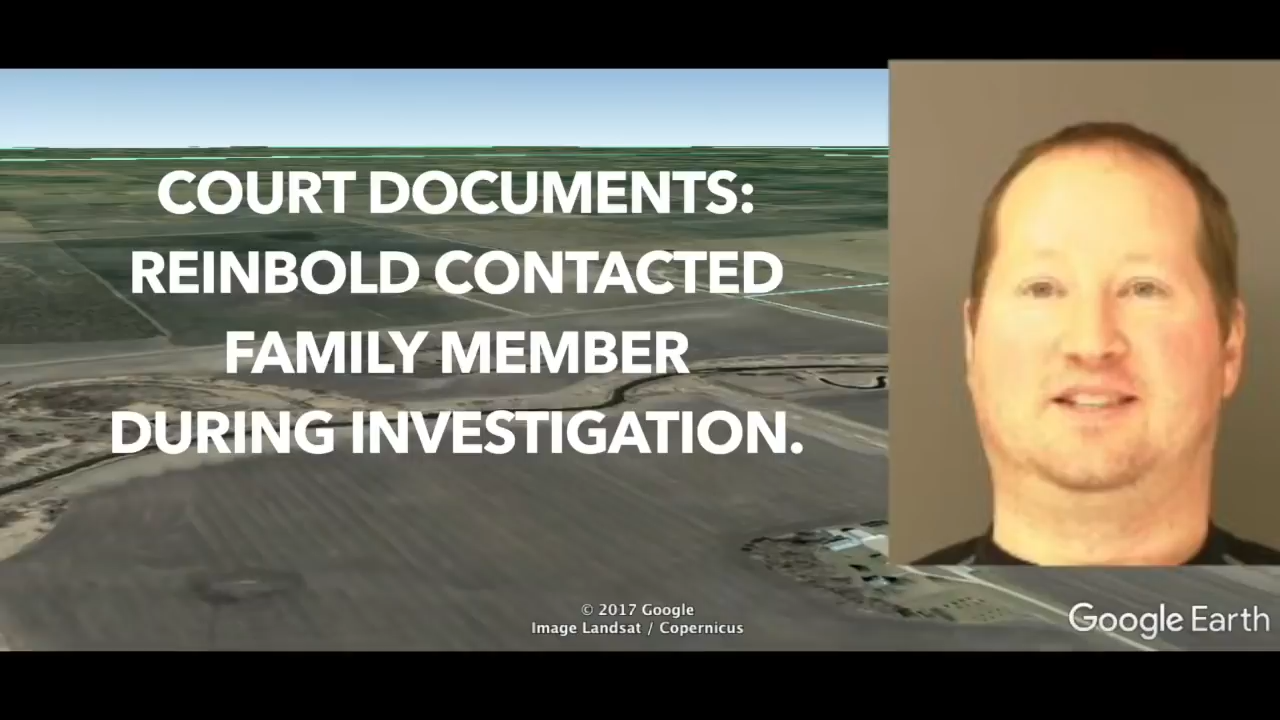 COURT DOCUMENTS:
REINBOLD CONTACTED
FAMILY MEMBER
DURING INVESTIGATION.
© 2017 Google
Image Landsat / Copernicus
Google Earth